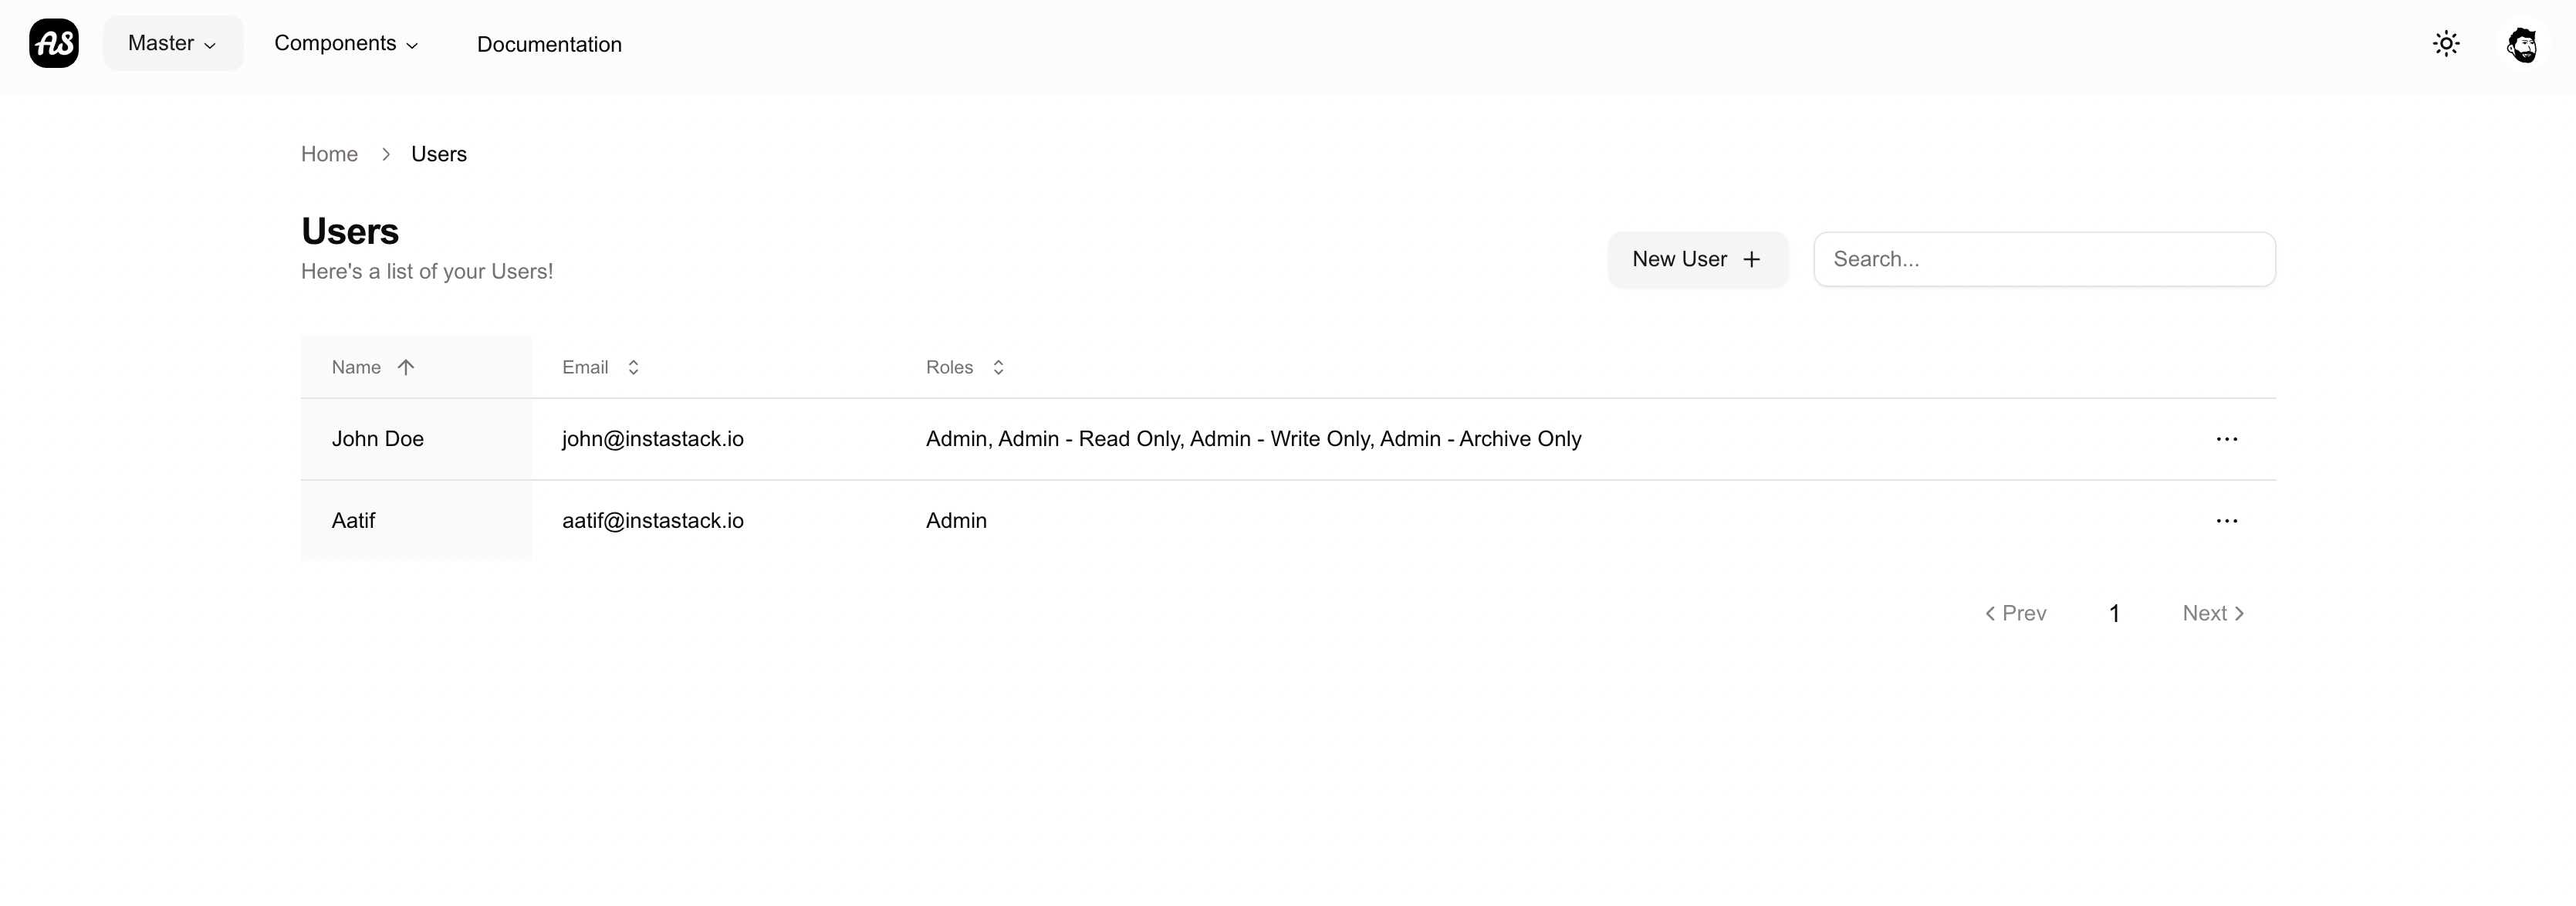 AS Master Components Documentation
Home Users
Users
Here's a list of your Users!
New User + Search...
Name Email Roles
John Doe john@instastack.io Admin, Admin - Read Only, Admin - Write Only, Admin - Archive Only ...
Aatif aatif@instastack.io Admin ...
Prev 1 Next